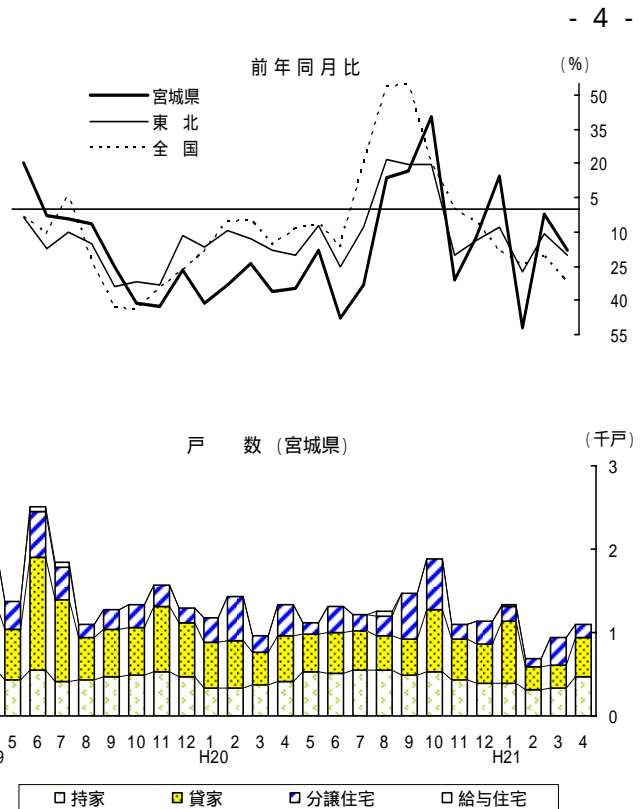 - 4 -
前年同月比
(%)
宮城県
東 北
全 国
50
35
20
5
10
25
40
55
戸 数 (宮城県)
(千戸)
3
2
1
0
5 6 7 8 9 10 11 12 1 2 3 4 5 6 7 8 9 10 11 12 1 2 3 4
9 H20 H21
持家 貸家 分譲住宅 給与住宅